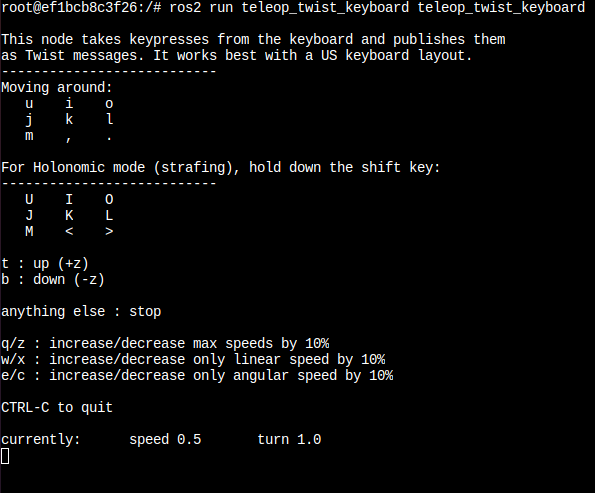 root@ef1bcb8c3f26:/# ros2 run teleop_twist_keyboard teleop_twist_keyboard
This node takes keypresses from the keyboard and publishes them
as Twist messages. It works best with a US keyboard layout.
---------------------------
Moving around:
   u    i    o
   j    k    l
   m    ,    .
For Holonomic mode (strafing), hold down the shift key:
---------------------------
   U    I    O
   J    K    L
   M    <    >
t : up (+z)
b : down (-z)
anything else : stop
q/z : increase/decrease max speeds by 10%
w/x : increase/decrease only linear speed by 10%
e/c : increase/decrease only angular speed by 10%
CTRL-C to quit
currently:      speed 0.5       turn 1.0